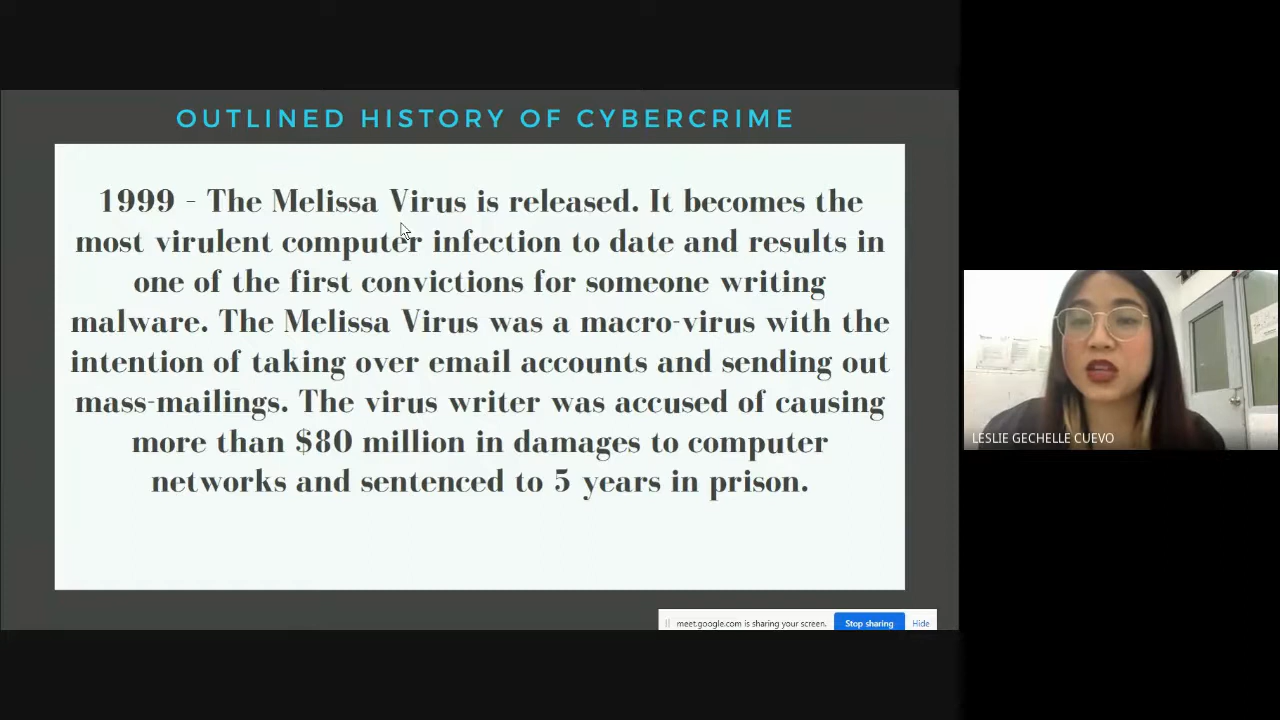 OUTLINED HISTORY OF CYBERCRIME
1999 - The Melissa Virus is released. It becomes the
most virulent computer infection to date and results in
one of the first convictions for someone writing
malware. The Melissa Virus was a macro-virus with the
intention of taking over email accounts and sending out
mass-mailings. The virus writer was accused of causing
more than $80 million in damages to computer
networks and sentenced to 5 years in prison.
LESLIE GECHELLE CUEVO
meet.google.com is sharing your screen. Stop sharing Hide